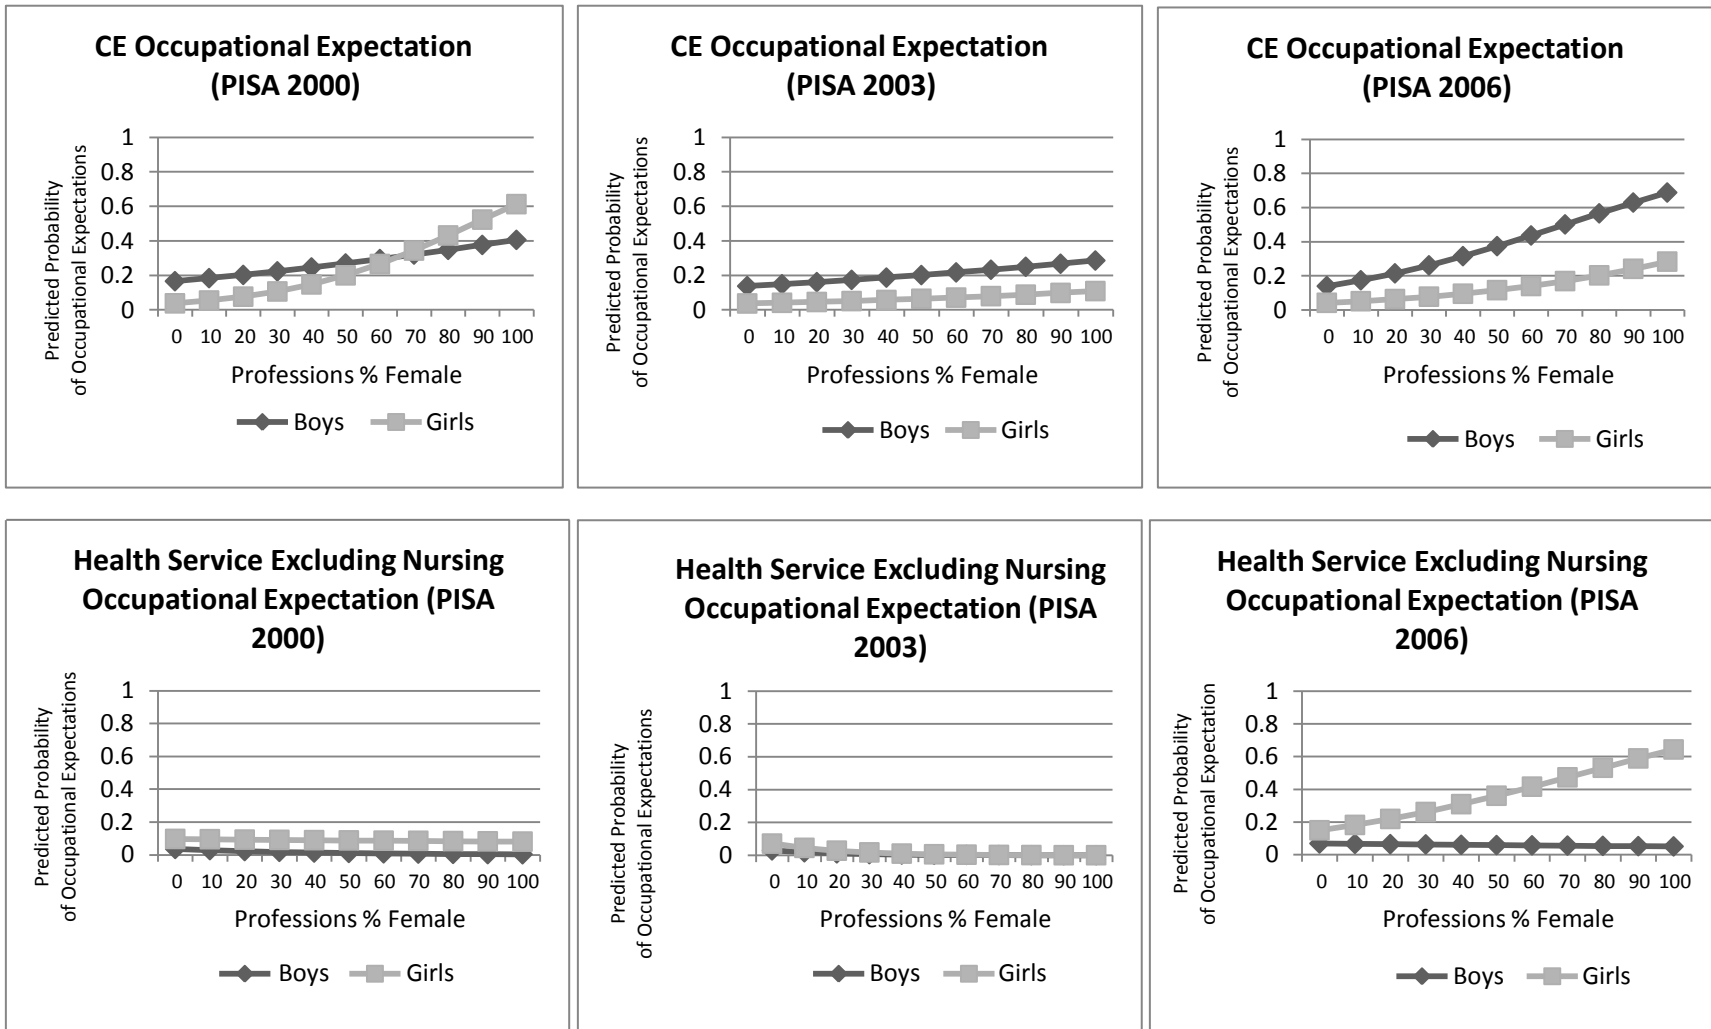 CE Occupational Expectation
(PISA 2000)
Predicted Probability
of Occupational Expectations
1
0.8
0.6
0.4
0.2
0
0 10 20 30 40 50 60 70 80 90 100
Professions % Female
Boys Girls
CE Occupational Expectation
(PISA 2003)
Predicted Probability
of Occupational Expectations
1
0.8
0.6
0.4
0.2
0
0 10 20 30 40 50 60 70 80 90 100
Professions % Female
Boys Girls
CE Occupational Expectation
(PISA 2006)
Predicted Probability
of Occupational Expectations
1
0.8
0.6
0.4
0.2
0
0 10 20 30 40 50 60 70 80 90 100
Professions % Female
Boys Girls
Health Service Excluding Nursing
Occupational Expectation (PISA
2000)
Predicted Probability
of Occupational Expectations
1
0.8
0.6
0.4
0.2
0
0 10 20 30 40 50 60 70 80 90 100
Professions % Female
Boys Girls
Health Service Excluding Nursing
Occupational Expectation (PISA
2003)
Predicted Probability
of Occupational Expectations
1
0.8
0.6
0.4
0.2
0
0 10 20 30 40 50 60 70 80 90 100
Professions % Female
Boys Girls
Health Service Excluding Nursing
Occupational Expectation (PISA
2006)
Predicted Probability
of Occupational Expectation
1
0.8
0.6
0.4
0.2
0
0 10 20 30 40 50 60 70 80 90 100
Professions % Female
Boys Girls